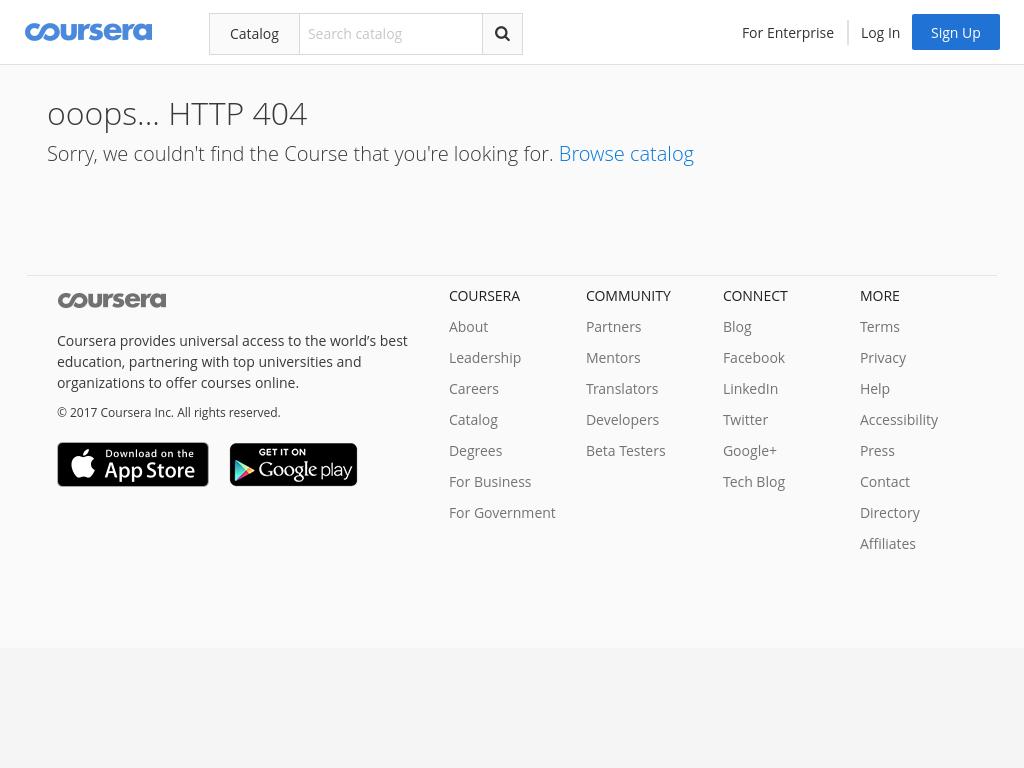 coursera
Catalog
Search catalog
For Enterprise
Log In
Sign Up
ooops... HTTP 404
Sorry, we couldn't find the Course that you're looking for. Browse catalog
coursera
Coursera provides universal access to the world’s best
education, partnering with top universities and
organizations to offer courses online.
© 2017 Coursera Inc. All rights reserved.
Download on the
App Store
GET IT ON
Google play
COURSERA
About
Leadership
Careers
Catalog
Degrees
For Business
For Government
COMMUNITY
Partners
Mentors
Translators
Developers
Beta Testers
CONNECT
Blog
Facebook
LinkedIn
Twitter
Google+
Tech Blog
MORE
Terms
Privacy
Help
Accessibility
Press
Contact
Directory
Affiliates